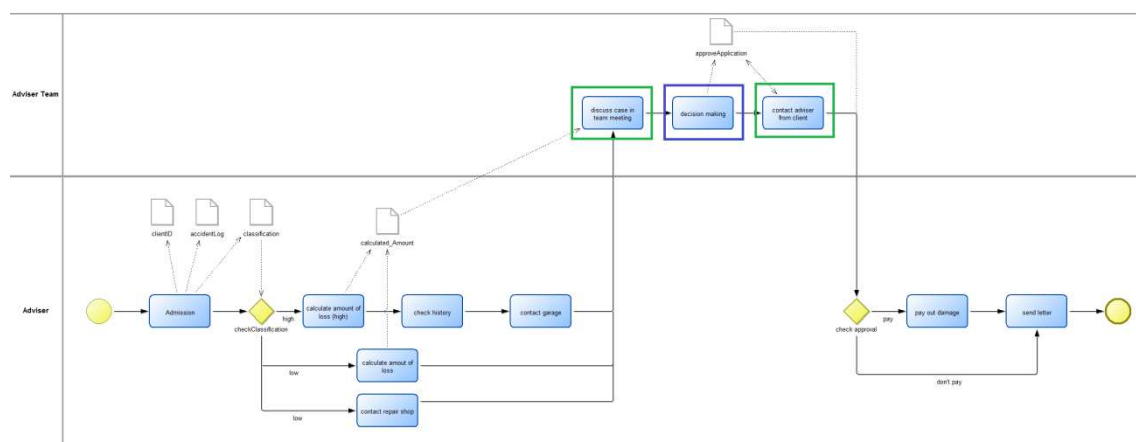 Adviser Team
approveApplication
discuss case in
team meeting
decision making
contact adviser
from client
Adviser
clientID
accidentLog
classification
calculated_Amount
Admission
checkClassification
high
calculate amount of
loss (high)
check history
contact garage
low
calculate amout of
loss
low
contact repair shop
check approval
pay
pay out damage
send letter
don't pay